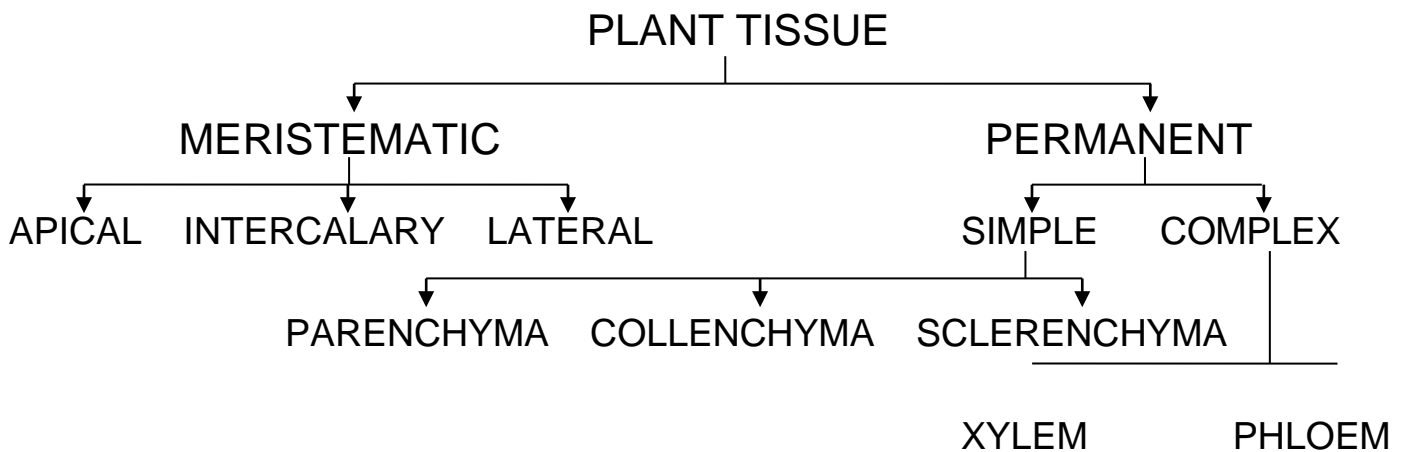 PLANT TISSUE
MERISTEMATIC PERMANENT
APICAL INTERCALARY LATERAL SIMPLE COMPLEX
PARENCHYMA COLLENCHYMA SCLERENCHYMA
XYLEM PHLOEM